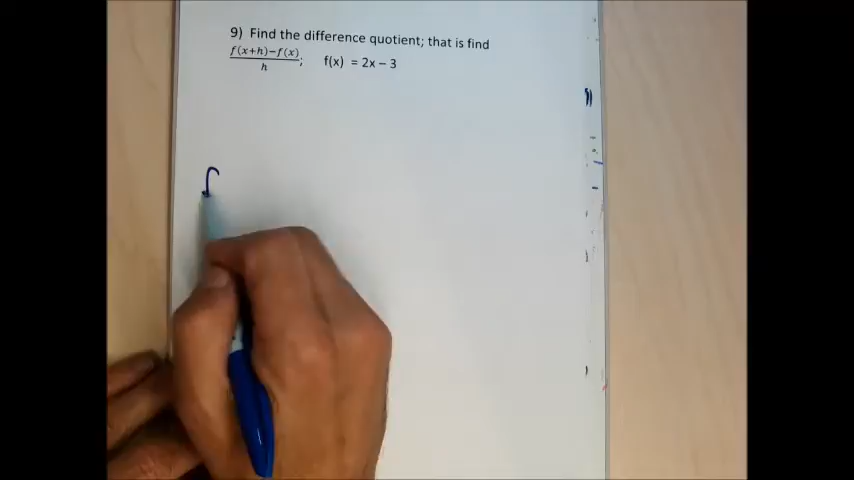 9) Find the difference quotient; that is find
f(x+h)−f(x)
h ; f(x) = 2x − 3
f